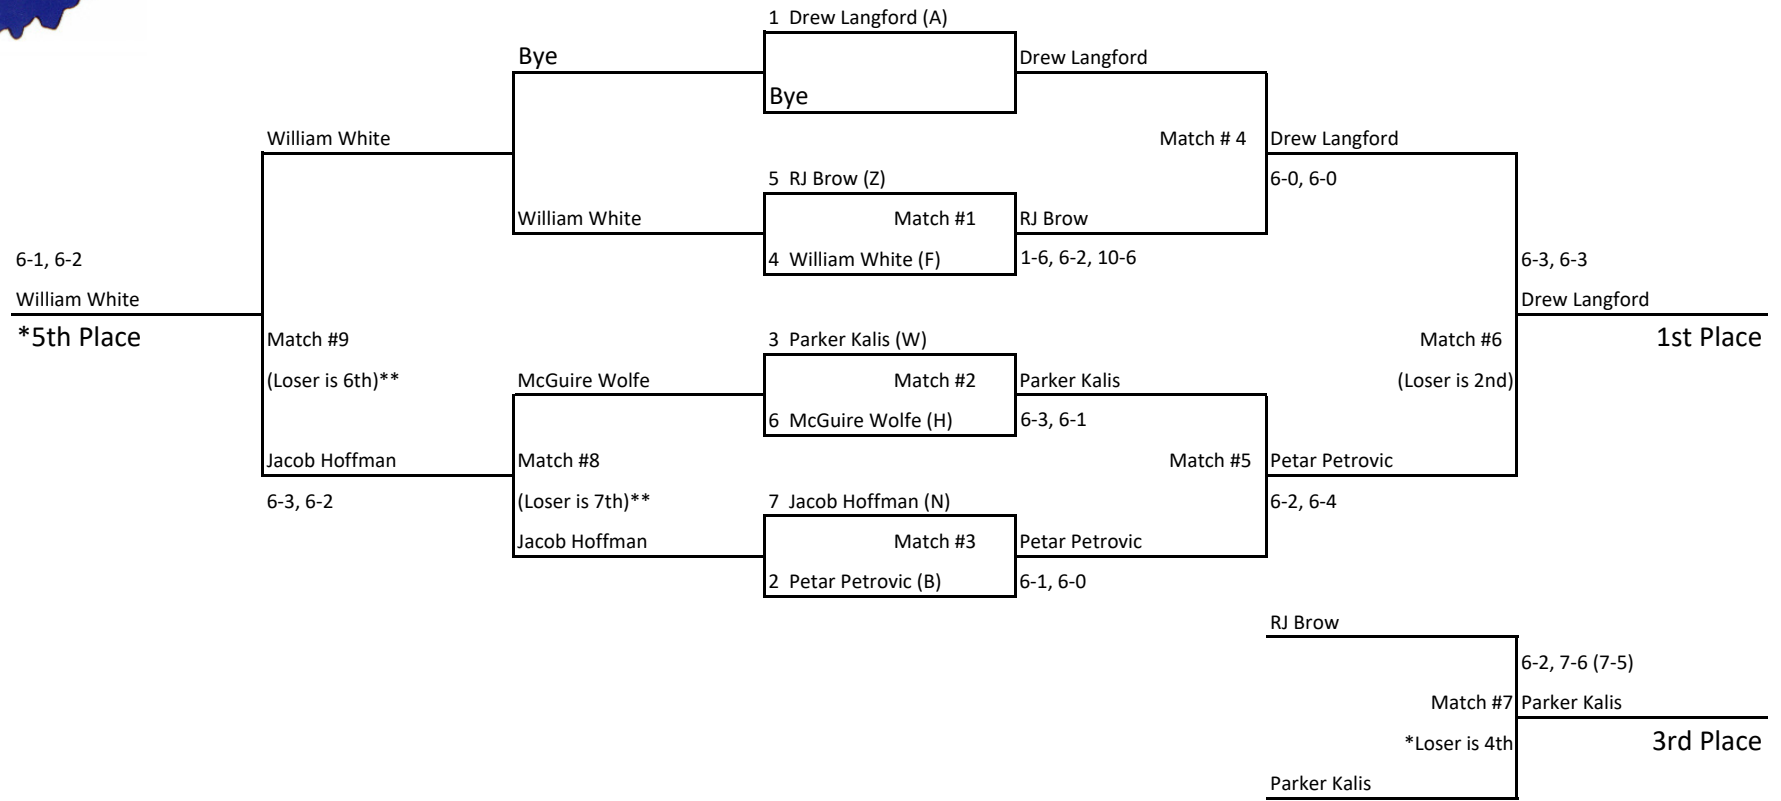 1 Drew Langford (A)
Bye
Drew Langford
Bye
William White
Match # 4
Drew Langford
5 RJ Brow (Z)
6-0, 6-0
William White
Match #1
RJ Brow
6-1, 6-2
4 William White (F)
1-6, 6-2, 10-6
6-3, 6-3
William White
Drew Langford
*5th Place
Match #9
3 Parker Kalis (W)
Match #6
1st Place
(Loser is 6th)**
McGuire Wolfe
Match #2
Parker Kalis
(Loser is 2nd)
6 McGuire Wolfe (H)
6-3, 6-1
Jacob Hoffman
Match #8
Match #5
Petar Petrovic
6-3, 6-2
(Loser is 7th)**
7 Jacob Hoffman (N)
6-2, 6-4
Jacob Hoffman
Match #3
Petar Petrovic
2 Petar Petrovic (B)
6-1, 6-0
RJ Brow
6-2, 7-6 (7-5)
Match #7
Parker Kalis
*Loser is 4th
3rd Place
Parker Kalis